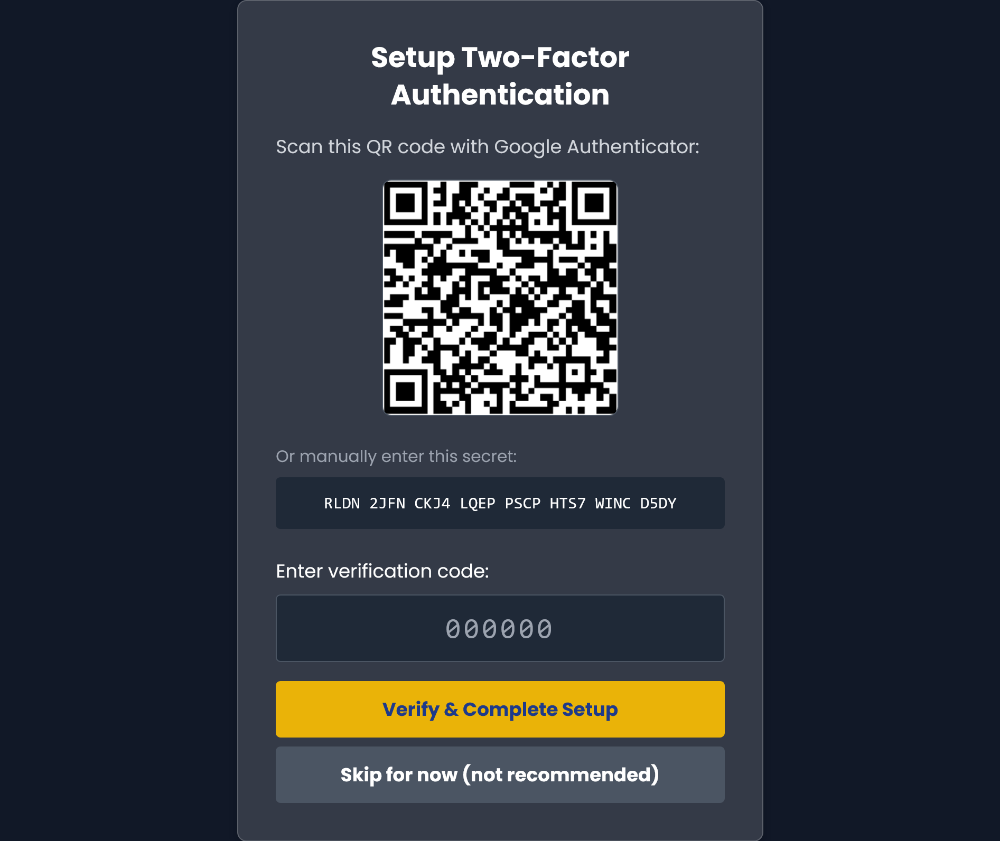 Setup Two-Factor
Authentication
Scan this QR code with Google Authenticator:
Or manually enter this secret:
RLDN 2JFN CKJ4 LQEP PSCP HTS7 WINC D5DY
Enter verification code:
000000
Verify & Complete Setup
Skip for now (not recommended)